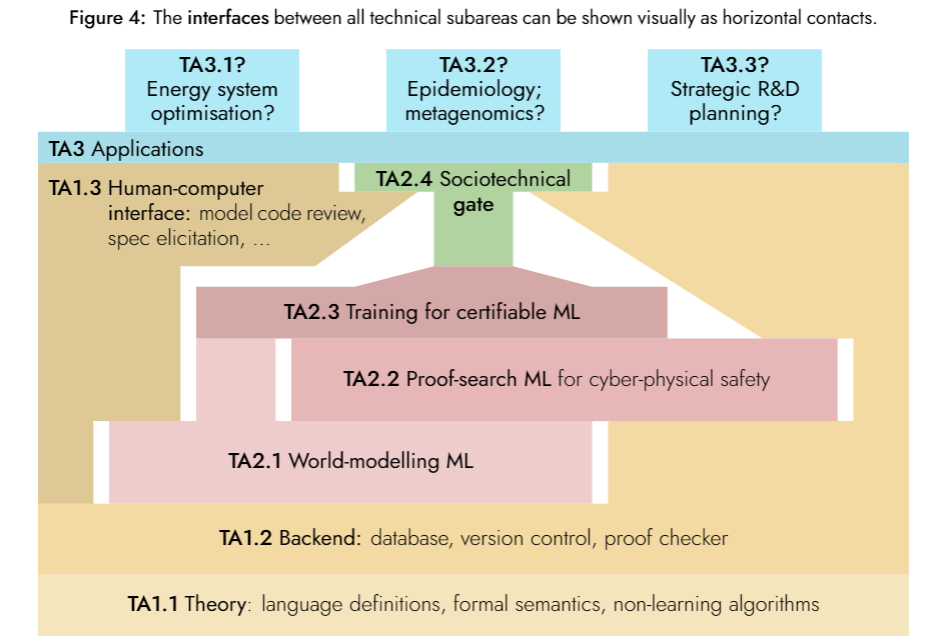 Figure 4: The interfaces between all technical subareas can be shown visually as horizontal contacts.
TA3.1?
Energy system
optimisation?
TA3.2?
Epidemiology;
metagenomics?
TA3.3?
Strategic R&D
planning?
TA3 Applications
TA1.3 Human-computer
interface: model code review,
spec elicitation, ...
TA2.4 Sociotechnical
gate
TA2.3 Training for certifiable ML
TA2.2 Proof-search ML for cyber-physical safety
TA2.1 World-modelling ML
TA1.2 Backend: database, version control, proof checker
TA1.1 Theory: language definitions, formal semantics, non-learning algorithms